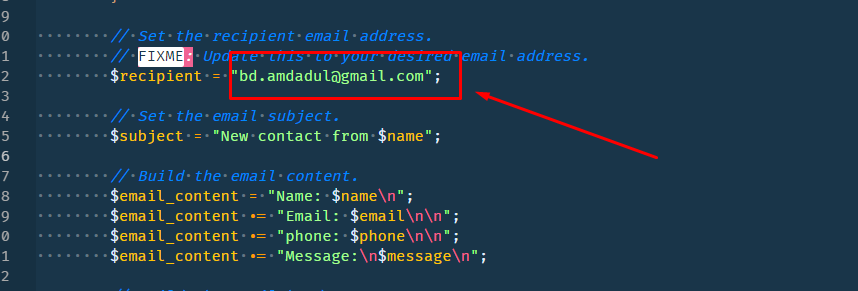 9
0 // Set the recipient email address.
1 // FIXME: Update this to your desired email address.
2 $recipient = "bd.amdadul@gmail.com";
3
4 // Set the email subject.
5 $subject = "New contact from $name";
6
7 // Build the email content.
8 $email_content = "Name: $name\n";
9 $email_content .= "Email: $email\n\n";
0 $email_content .= "phone: $phone\n\n";
1 $email_content .= "Message:\n$message\n";
2